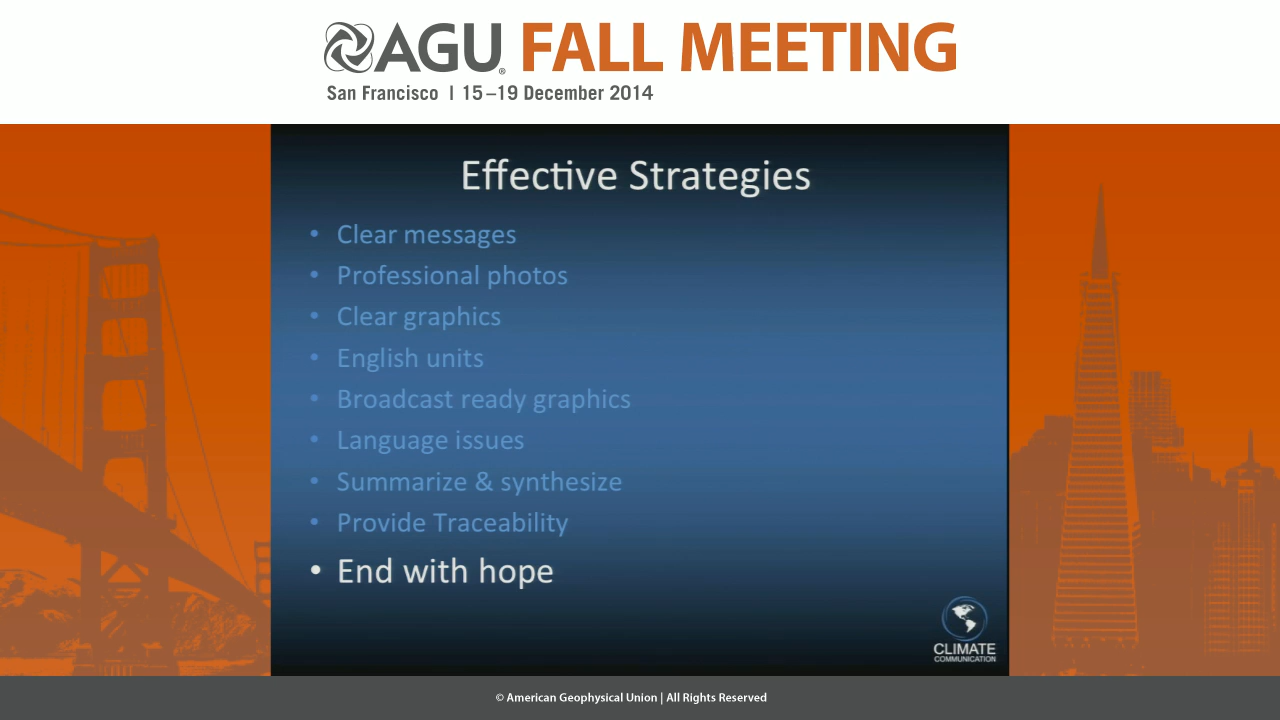 AGU® FALL MEETING
San Francisco | 15–19 December 2014
Effective Strategies
• Clear messages
• Professional photos
• Clear graphics
• English units
• Broadcast ready graphics
• Language issues
• Summarize & synthesize
• Provide Traceability
• End with hope
CLIMATE
COMMUNICATION
© American Geophysical Union | All Rights Reserved